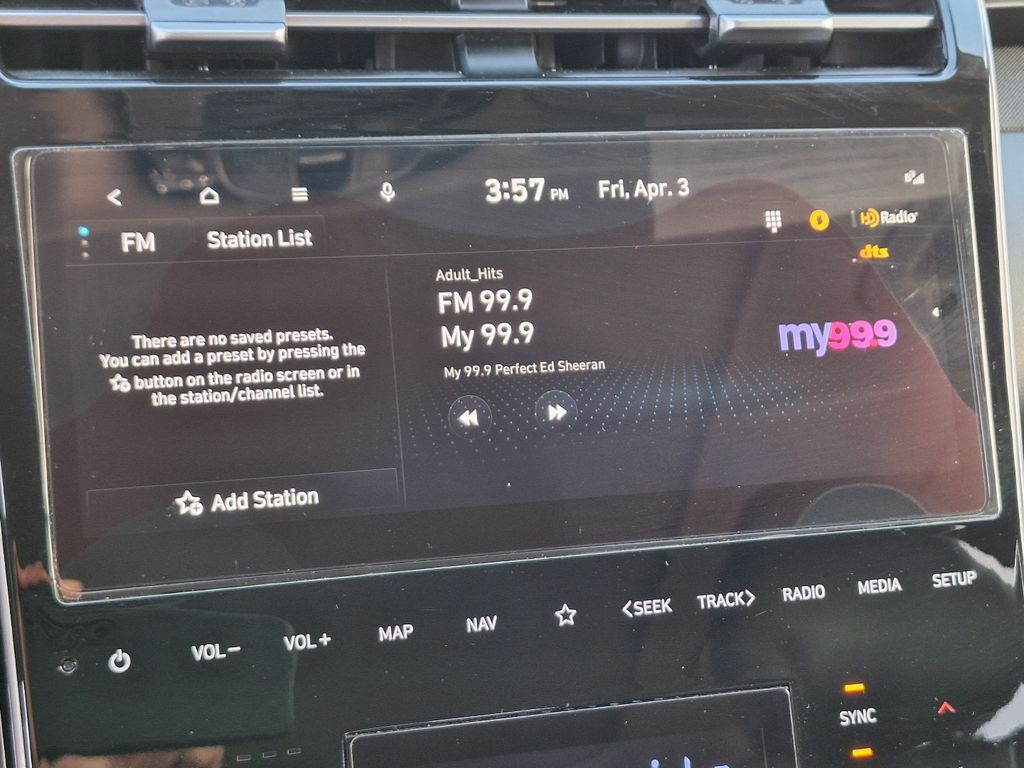 3:57 PM Fri, Apr. 3
FM Station List
HD Radio
dts
Adult_Hits
FM 99.9
My 99.9
My 99.9 Perfect Ed Sheeran
my99.9
There are no saved presets.
You can add a preset by pressing the
button on the radio screen or in
the station/channel list.
Add Station
VOL- VOL+ MAP NAV <SEEK TRACK> RADIO MEDIA SETUP
SYNC